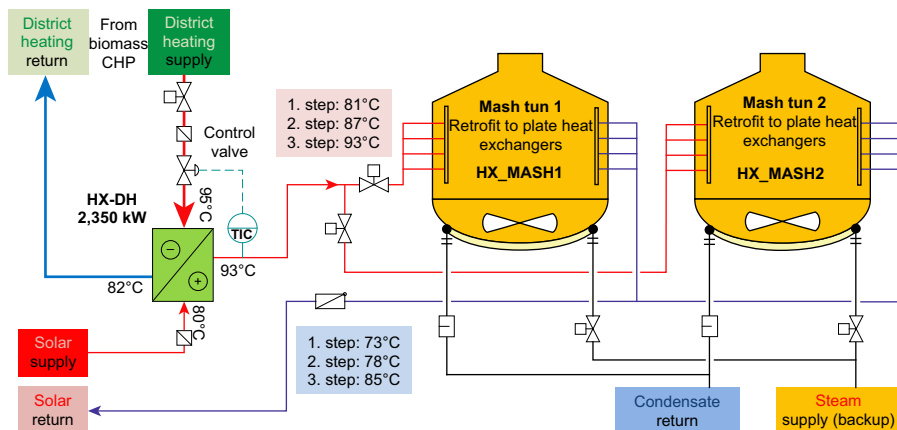 District
heating
return
From
biomass
CHP
District
heating
supply
Control
valve
HX-DH
2,350 kW
95°C
TIC
82°C
93°C
80°C
Solar
supply
Solar
return
1. step: 81°C
2. step: 87°C
3. step: 93°C
1. step: 73°C
2. step: 78°C
3. step: 85°C
Mash tun 1
Retrofit to plate heat
exchangers
HX_MASH1
Mash tun 2
Retrofit to plate heat
exchangers
HX_MASH2
Condensate
return
Steam
supply (backup)